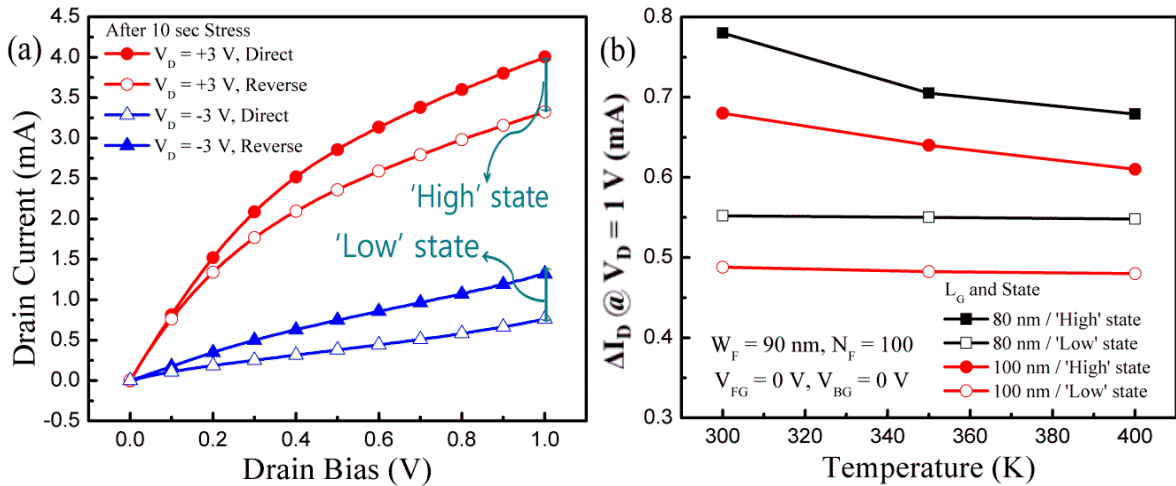 (a)
After 10 sec Stress
V_D = +3 V, Direct
V_D = +3 V, Reverse
V_D = -3 V, Direct
V_D = -3 V, Reverse
'High' state
'Low' state
4.5
4.0
3.5
3.0
2.5
2.0
1.5
1.0
0.5
0.0
-0.5
Drain Current (mA)
0.0 0.2 0.4 0.6 0.8 1.0
Drain Bias (V)
(b)
0.8
0.7
0.6
0.5
0.4
0.3
ΔI_D @ V_D = 1 V (mA)
L_G and State
80 nm / 'High' state
80 nm / 'Low' state
100 nm / 'High' state
100 nm / 'Low' state
W_F = 90 nm, N_F = 100
V_FG = 0 V, V_BG = 0 V
300 320 340 360 380 400
Temperature (K)